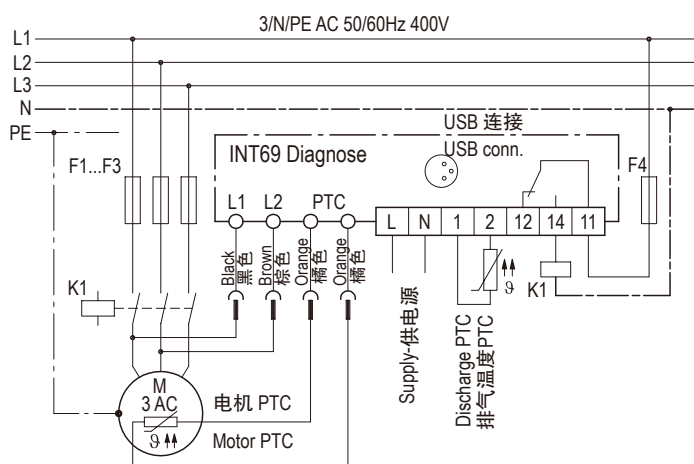 3/N/PE AC 50/60Hz 400V
L1
L2
L3
N
PE
USB 连接
USB conn.
INT69 Diagnose
F1...F3
F4
L1 L2 PTC
L N 1 2 12 14 11
Black
黑色
Brown
棕色
Orange
橘色
Orange
橘色
K1
ϑ
K1
Supply-供电源
Discharge PTC
排气温度PTC
M
3 AC
ϑ
电机 PTC
Motor PTC